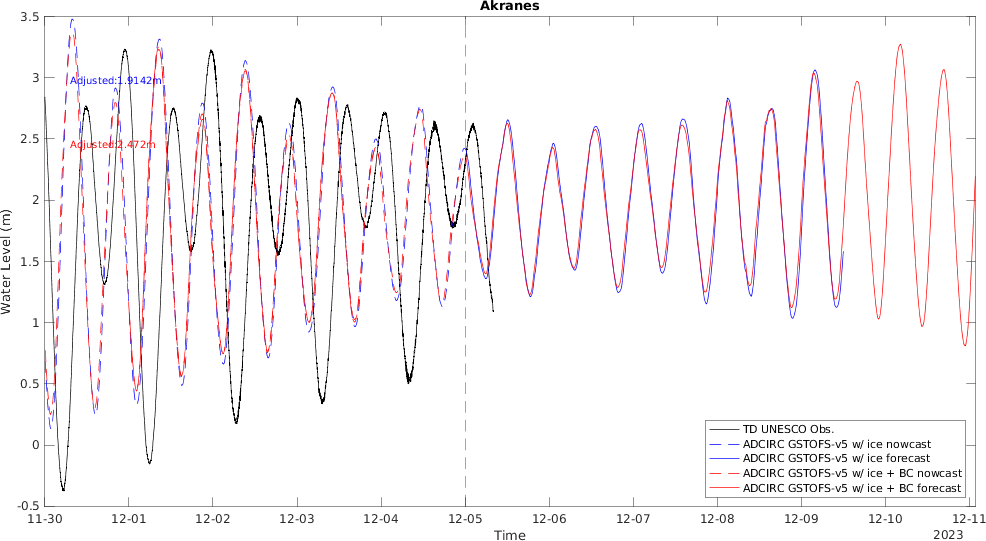 Akranes
3.5
3
2.5
2
1.5
1
0.5
0
-0.5
Water Level (m)
Adjusted:1.9142m
Adjusted:2.472m
TD UNESCO Obs.
ADCIRC GSTOFS-v5 w/ ice nowcast
ADCIRC GSTOFS-v5 w/ ice forecast
ADCIRC GSTOFS-v5 w/ ice + BC nowcast
ADCIRC GSTOFS-v5 w/ ice + BC forecast
11-30 12-01 12-02 12-03 12-04 12-05 12-06 12-07 12-08 12-09 12-10 12-11
Time
2023